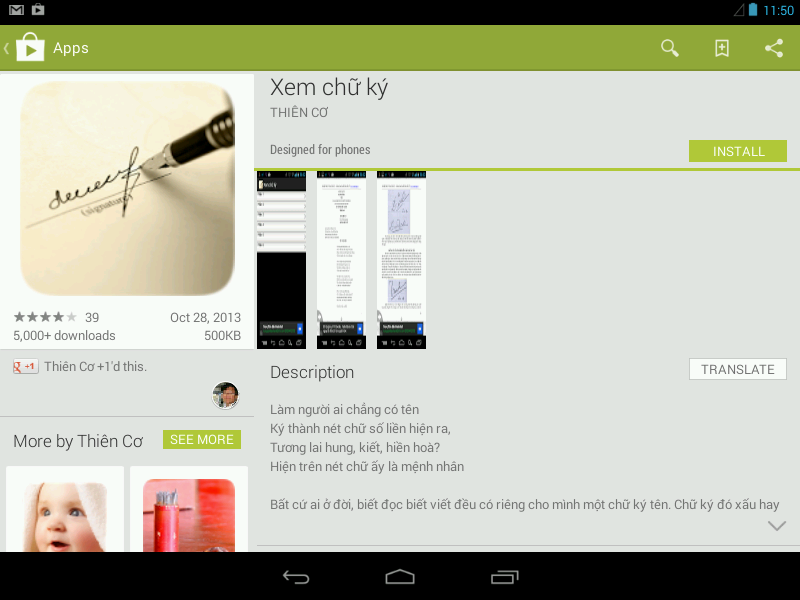 11:50
Apps
Xem chữ ký
THIÊN CƠ
Designed for phones
INSTALL
(signature)
39
Oct 28, 2013
5,000+ downloads
500KB
+1
Thiên Cơ +1'd this.
Description
TRANSLATE
Làm người ai chẳng có tên
Ký thành nét chữ số liền hiện ra,
Tương lai hung, kiết, hiền hoà?
Hiện trên nét chữ ấy là mệnh nhân
Bất cứ ai ở đời, biết đọc biết viết đều có riêng cho mình một chữ ký tên. Chữ ký đó xấu hay
More by Thiên Cơ
SEE MORE